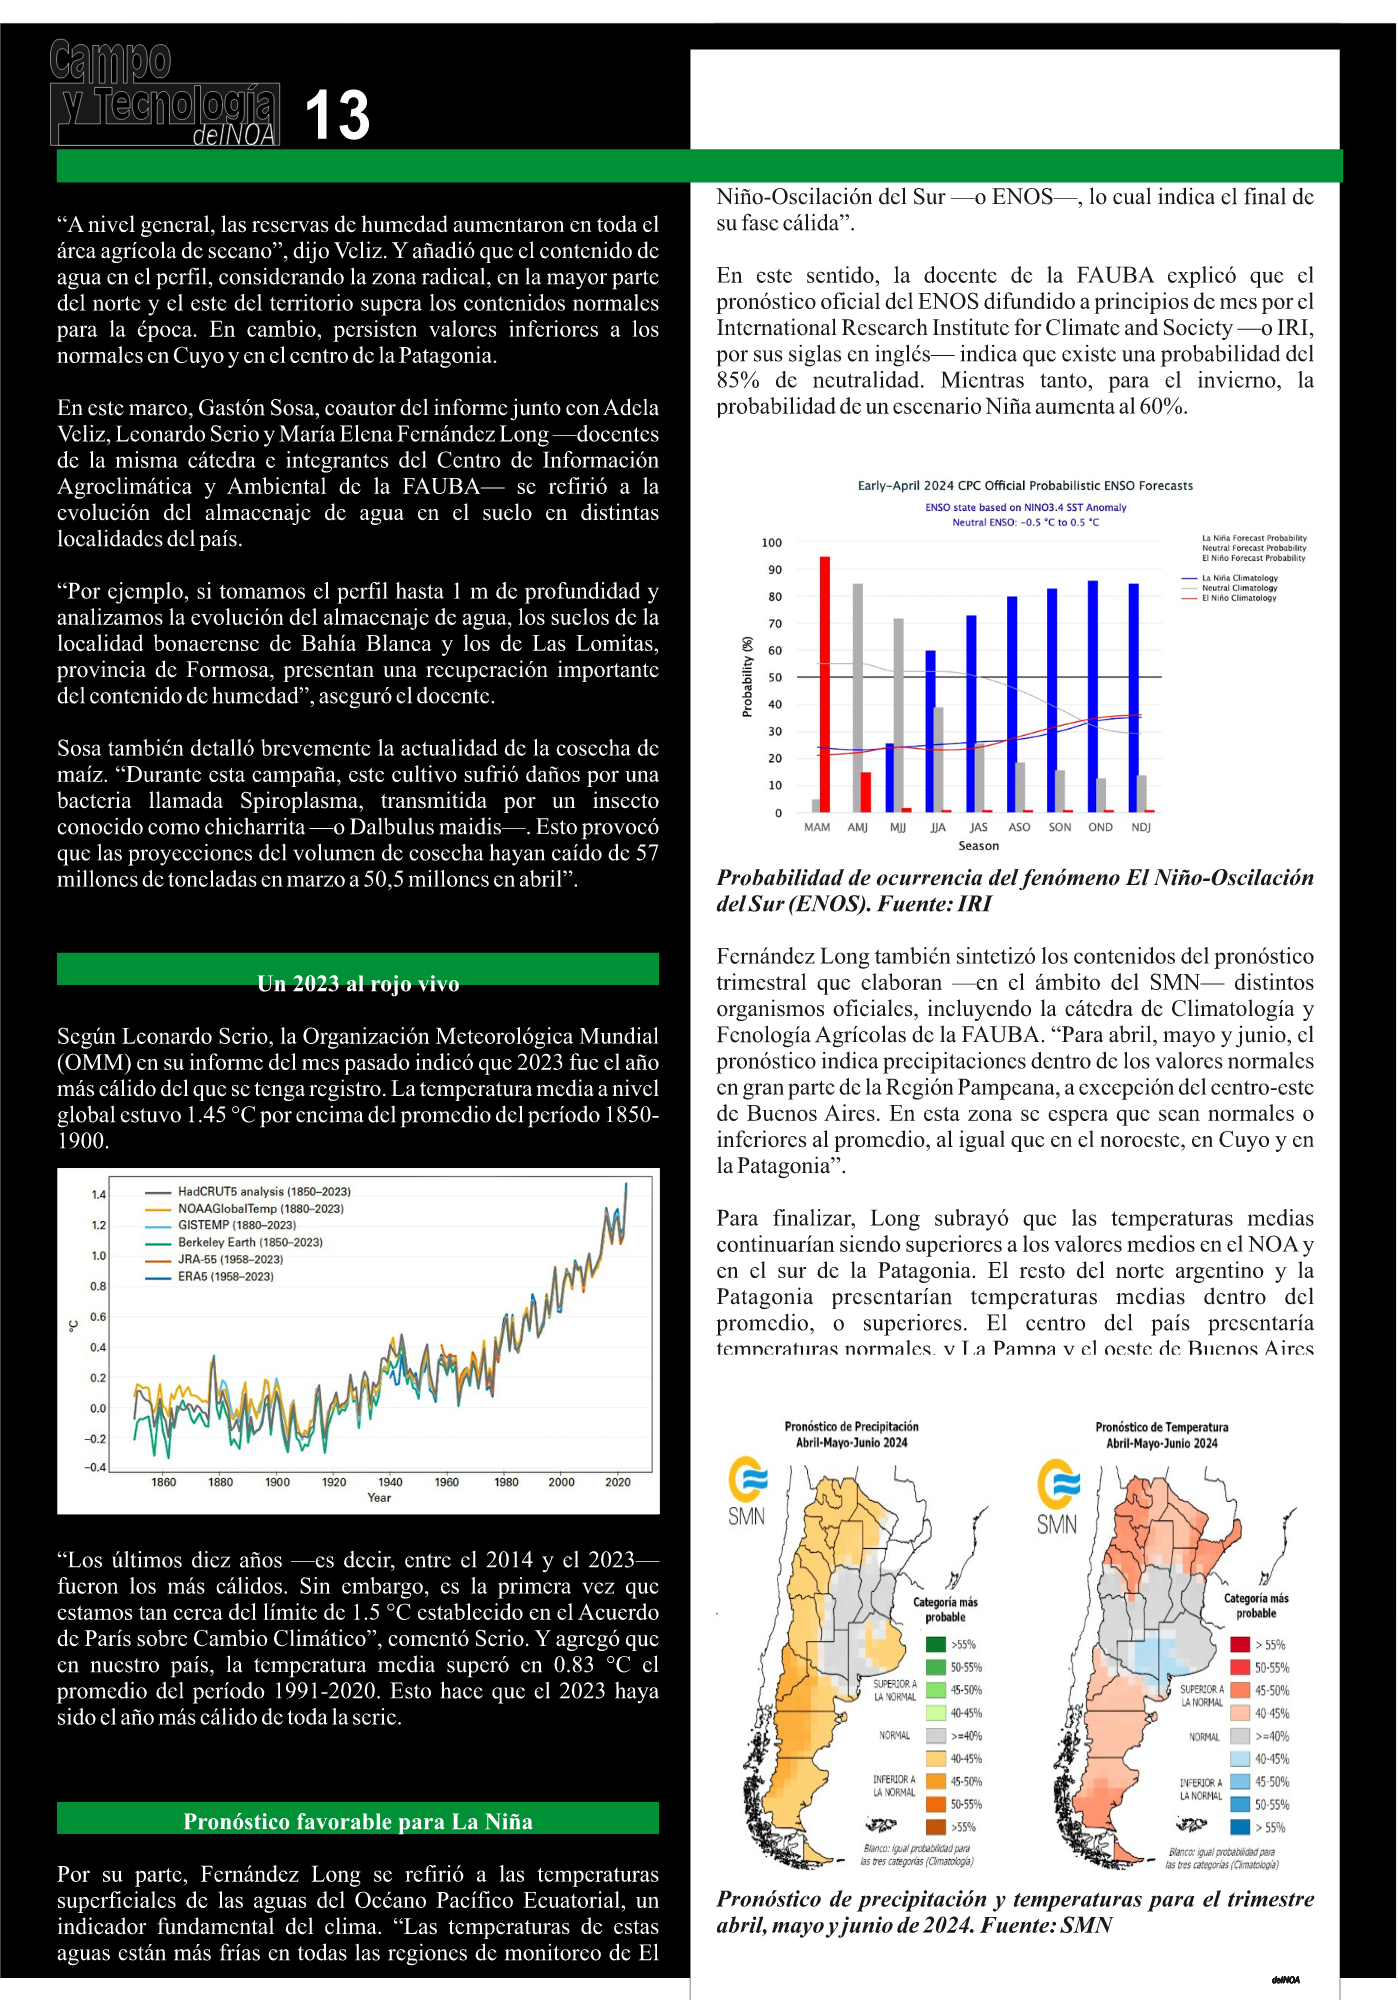 Campo
y Tecnología
delNOA
13
“A nivel general, las reservas de humedad aumentaron en toda el
área agrícola de secano”, dijo Veliz. Y añadió que el contenido de
agua en el perfil, considerando la zona radical, en la mayor parte
del norte y el este del territorio supera los contenidos normales
para la época. En cambio, persisten valores inferiores a los
normales en Cuyo y en el centro de la Patagonia.
En este marco, Gastón Sosa, coautor del informe junto con Adela
Veliz, Leonardo Serio y María Elena Fernández Long —docentes
de la misma cátedra e integrantes del Centro de Información
Agroclimática y Ambiental de la FAUBA— se refirió a la
evolución del almacenaje de agua en el suelo en distintas
localidades del país.
“Por ejemplo, si tomamos el perfil hasta 1 m de profundidad y
analizamos la evolución del almacenaje de agua, los suelos de la
localidad bonaerense de Bahía Blanca y los de Las Lomitas,
provincia de Formosa, presentan una recuperación importante
del contenido de humedad”, aseguró el docente.
Sosa también detalló brevemente la actualidad de la cosecha de
maíz. “Durante esta campaña, este cultivo sufrió daños por una
bacteria llamada Spiroplasma, transmitida por un insecto
conocido como chicharrita —o Dalbulus maidis—. Esto provocó
que las proyecciones del volumen de cosecha hayan caído de 57
millones de toneladas en marzo a 50,5 millones en abril”.
Un 2023 al rojo vivo
Según Leonardo Serio, la Organización Meteorológica Mundial
(OMM) en su informe del mes pasado indicó que 2023 fue el año
más cálido del que se tenga registro. La temperatura media a nivel
global estuvo 1.45 °C por encima del promedio del período 1850-
1900.
HadCRUT5 analysis (1850–2023)
NOAAGlobalTemp (1880–2023)
GISTEMP (1880–2023)
Berkeley Earth (1850–2023)
JRA-55 (1958–2023)
ERA5 (1958–2023)
1.4
1.2
1.0
0.8
0.6
0.4
0.2
0.0
–0.2
–0.4
°C
1860 1880 1900 1920 1940 1960 1980 2000 2020
Year
“Los últimos diez años —es decir, entre el 2014 y el 2023—
fueron los más cálidos. Sin embargo, es la primera vez que
estamos tan cerca del límite de 1.5 °C establecido en el Acuerdo
de París sobre Cambio Climático”, comentó Serio. Y agregó que
en nuestro país, la temperatura media superó en 0.83 °C el
promedio del período 1991-2020. Esto hace que el 2023 haya
sido el año más cálido de toda la serie.
Pronóstico favorable para La Niña
Por su parte, Fernández Long se refirió a las temperaturas
superficiales de las aguas del Océano Pacífico Ecuatorial, un
indicador fundamental del clima. “Las temperaturas de estas
aguas están más frías en todas las regiones de monitoreo de El
Niño-Oscilación del Sur —o ENOS—, lo cual indica el final de
su fase cálida”.
En este sentido, la docente de la FAUBA explicó que el
pronóstico oficial del ENOS difundido a principios de mes por el
International Research Institute for Climate and Society —o IRI,
por sus siglas en inglés— indica que existe una probabilidad del
85% de neutralidad. Mientras tanto, para el invierno, la
probabilidad de un escenario Niña aumenta al 60%.
Early–April 2024 CPC Official Probabilistic ENSO Forecasts
ENSO state based on NINO3.4 SST Anomaly
Neutral ENSO: −0.5 °C to 0.5 °C
La Niña Forecast Probability
Neutral Forecast Probability
El Niño Forecast Probability
La Niña Climatology
Neutral Climatology
El Niño Climatology
100
90
80
70
60
50
40
30
20
10
0
Probability (%)
MAM AMJ MJJ JJA JAS ASO SON OND NDJ
Season
Probabilidad de ocurrencia del fenómeno El Niño-Oscilación
del Sur (ENOS). Fuente: IRI
Fernández Long también sintetizó los contenidos del pronóstico
trimestral que elaboran —en el ámbito del SMN— distintos
organismos oficiales, incluyendo la cátedra de Climatología y
Fenología Agrícolas de la FAUBA. “Para abril, mayo y junio, el
pronóstico indica precipitaciones dentro de los valores normales
en gran parte de la Región Pampeana, a excepción del centro-este
de Buenos Aires. En esta zona se espera que sean normales o
inferiores al promedio, al igual que en el noroeste, en Cuyo y en
la Patagonia”.
Para finalizar, Long subrayó que las temperaturas medias
continuarían siendo superiores a los valores medios en el NOA y
en el sur de la Patagonia. El resto del norte argentino y la
Patagonia presentarían temperaturas medias dentro del
promedio, o superiores. El centro del país presentaría
temperaturas normales, y La Pampa y el oeste de Buenos Aires
Pronóstico de Precipitación
Abril-Mayo-Junio 2024
SMN
Categoría más
probable
>55%
50-55%
SUPERIOR A
LA NORMAL
45-50%
40-45%
NORMAL
>=40%
40-45%
INFERIOR A
LA NORMAL
45-50%
50-55%
>55%
Blanco: igual probabilidad para
las tres categorías (Climatología)
Pronóstico de Temperatura
Abril-Mayo-Junio 2024
SMN
Categoría más
probable
> 55%
50-55%
SUPERIOR A
LA NORMAL
45-50%
40-45%
NORMAL
>=40%
40-45%
INFERIOR A
LA NORMAL
45-50%
50-55%
> 55%
Blanco: igual probabilidad para
las tres categorías (Climatología)
Pronóstico de precipitación y temperaturas para el trimestre
abril, mayo y junio de 2024. Fuente: SMN
delNOA